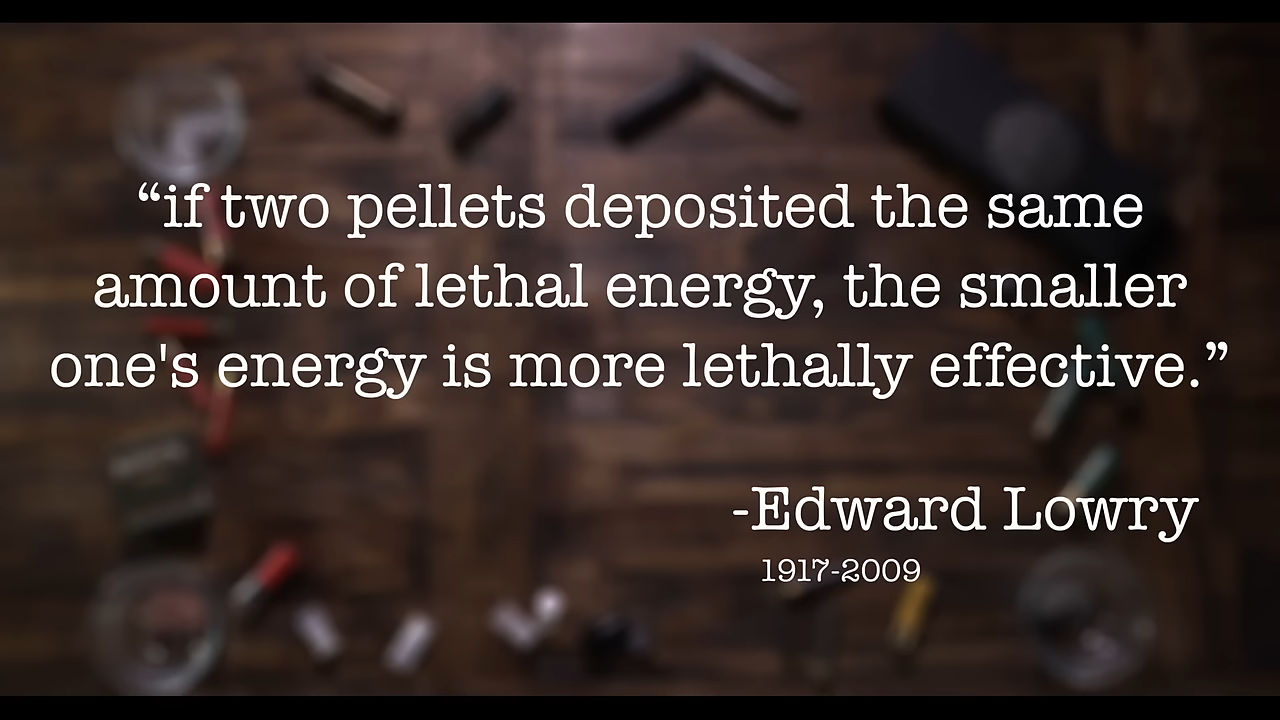 “if two pellets deposited the same
amount of lethal energy, the smaller
one's energy is more lethally effective.”
-Edward Lowry
1917-2009